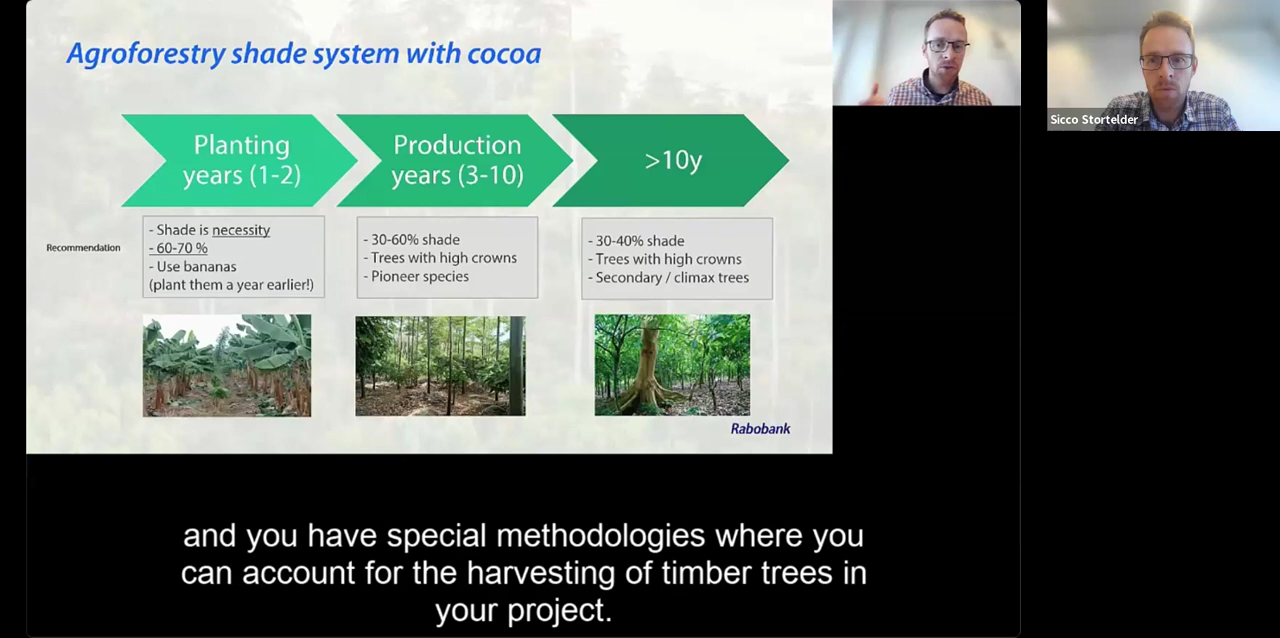 Agroforestry shade system with cocoa
Planting
years (1-2)
Production
years (3-10)
>10y
Recommendation
- Shade is necessity
- 60-70 %
- Use bananas
(plant them a year earlier!)
- 30-60% shade
- Trees with high crowns
- Pioneer species
- 30-40% shade
- Trees with high crowns
- Secondary / climax trees
Rabobank
Sicco Stortelder
and you have special methodologies where you
can account for the harvesting of timber trees in
your project.